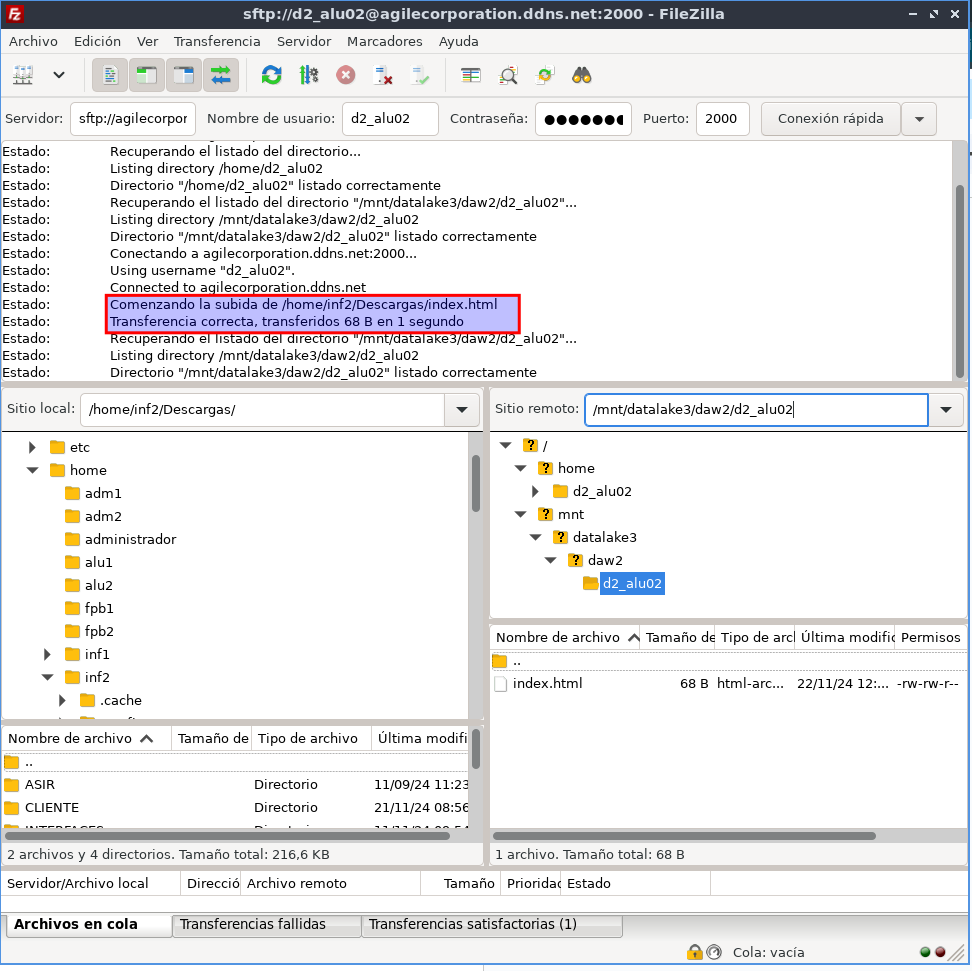 sftp://d2_alu02@agilecorporation.ddns.net:2000 - FileZilla
Archivo Edición Ver Transferencia Servidor Marcadores Ayuda
Servidor: sftp://agilecorpor Nombre de usuario: d2_alu02 Contraseña: ●●●●●●● Puerto: 2000 Conexión rápida
Estado: Recuperando el listado del directorio...
Estado: Listing directory /home/d2_alu02
Estado: Directorio "/home/d2_alu02" listado correctamente
Estado: Recuperando el listado del directorio "/mnt/datalake3/daw2/d2_alu02"...
Estado: Listing directory /mnt/datalake3/daw2/d2_alu02
Estado: Directorio "/mnt/datalake3/daw2/d2_alu02" listado correctamente
Estado: Conectando a agilecorporation.ddns.net:2000...
Estado: Using username "d2_alu02".
Estado: Connected to agilecorporation.ddns.net
Estado: Comenzando la subida de /home/inf2/Descargas/index.html
Estado: Transferencia correcta, transferidos 68 B en 1 segundo
Estado: Recuperando el listado del directorio "/mnt/datalake3/daw2/d2_alu02"...
Estado: Listing directory /mnt/datalake3/daw2/d2_alu02
Estado: Directorio "/mnt/datalake3/daw2/d2_alu02" listado correctamente
Sitio local: /home/inf2/Descargas/
etc
home
adm1
adm2
administrador
alu1
alu2
fpb1
fpb2
inf1
inf2
.cache
Nombre de archivo Tamaño de Tipo de archivo Última modifi
..
ASIR Directorio 11/09/24 11:23
CLIENTE Directorio 21/11/24 08:56
2 archivos y 4 directorios. Tamaño total: 216,6 KB
Sitio remoto: /mnt/datalake3/daw2/d2_alu02
/
home
d2_alu02
mnt
datalake3
daw2
d2_alu02
Nombre de archivo Tamaño de Tipo de arcl Última modific Permisos
..
index.html 68 B html-arc... 22/11/24 12:... -rw-rw-r--
1 archivo. Tamaño total: 68 B
Servidor/Archivo local Direcció Archivo remoto Tamaño Prioridac Estado
Archivos en cola Transferencias fallidas Transferencias satisfactorias (1)
Cola: vacía